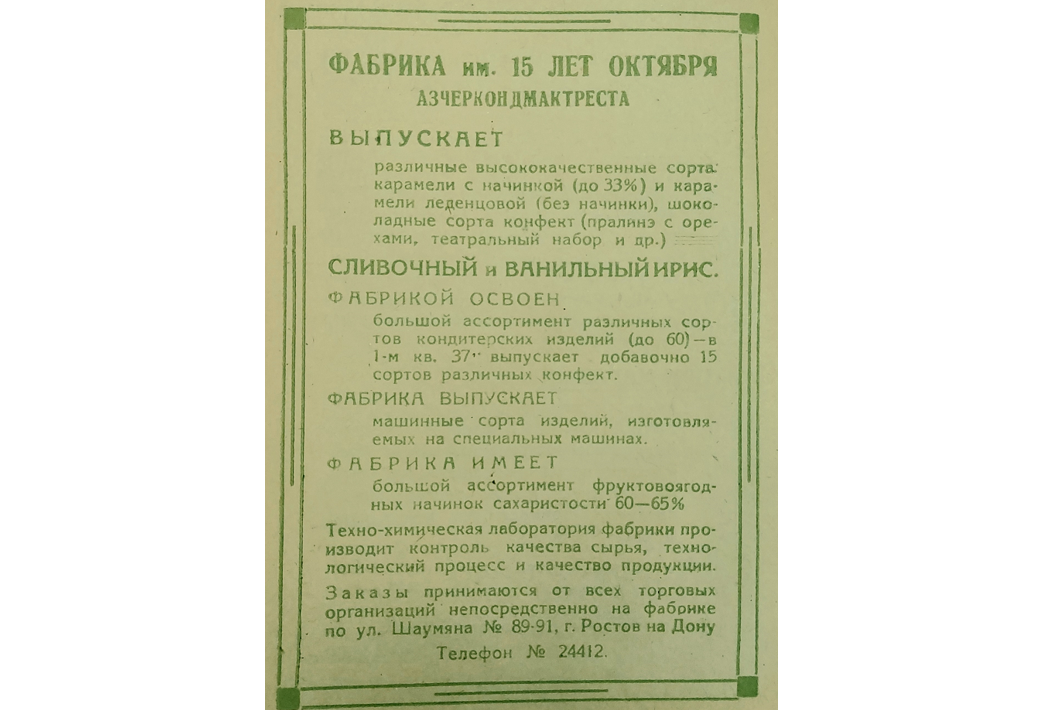 ФАБРИКА им. 15 ЛЕТ ОКТЯБРЯ
АЗЧЕРКОНДМАКТРЕСТА
ВЫПУСКАЕТ
различные высококачественные сорта
карамели с начинкой (до 33%) и кара-
мели леденцовой (без начинки), шоко-
ладные сорта конфект (пралинэ с оре-
хами, театральный набор и др.)
СЛИВОЧНЫЙ и ВАНИЛЬНЫЙ ИРИС.
ФАБРИКОЙ ОСВОЕН
большой ассортимент различных сор-
тов кондитерских изделий (до 60)—в
1-м кв. 37" выпускает добавочно 15
сортов различных конфект.
ФАБРИКА ВЫПУСКАЕТ
машинные сорта изделий, изготовля-
емых на специальных машинах.
ФАБРИКА ИМЕЕТ
большой ассортимент фруктовоягод-
ных начинок сахаристости 60—65%
Техно-химическая лаборатория фабрики про-
изводит контроль качества сырья, техно-
логический процесс и качество продукции.
Заказы принимаются от всех торговых
организаций непосредственно на фабрике
по ул. Шаумяна № 89-91, г. Ростов на Дону
Телефон № 24412.